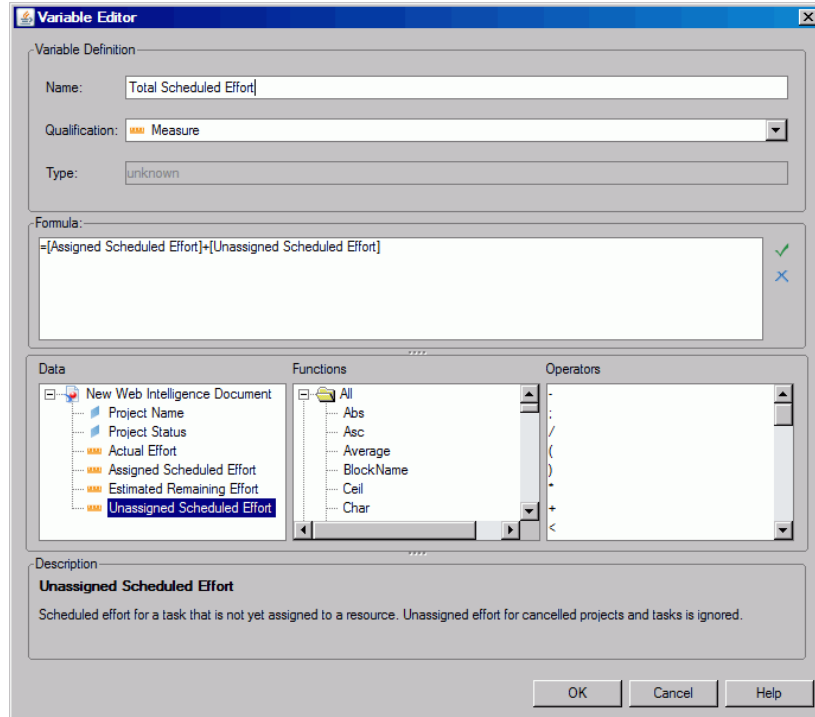 Variable Editor
Variable Definition
Name: Total Scheduled Effort
Qualification: Measure
Type: unknown
Formula:
=[Assigned Scheduled Effort]+[Unassigned Scheduled Effort]
Data
New Web Intelligence Document
Project Name
Project Status
Actual Effort
Assigned Scheduled Effort
Estimated Remaining Effort
Unassigned Scheduled Effort
Functions
All
Abs
Asc
Average
BlockName
Ceil
Char
Operators
-
;
/
(
)
*
+
<
Description
Unassigned Scheduled Effort
Scheduled effort for a task that is not yet assigned to a resource. Unassigned effort for cancelled projects and tasks is ignored.
OK Cancel Help